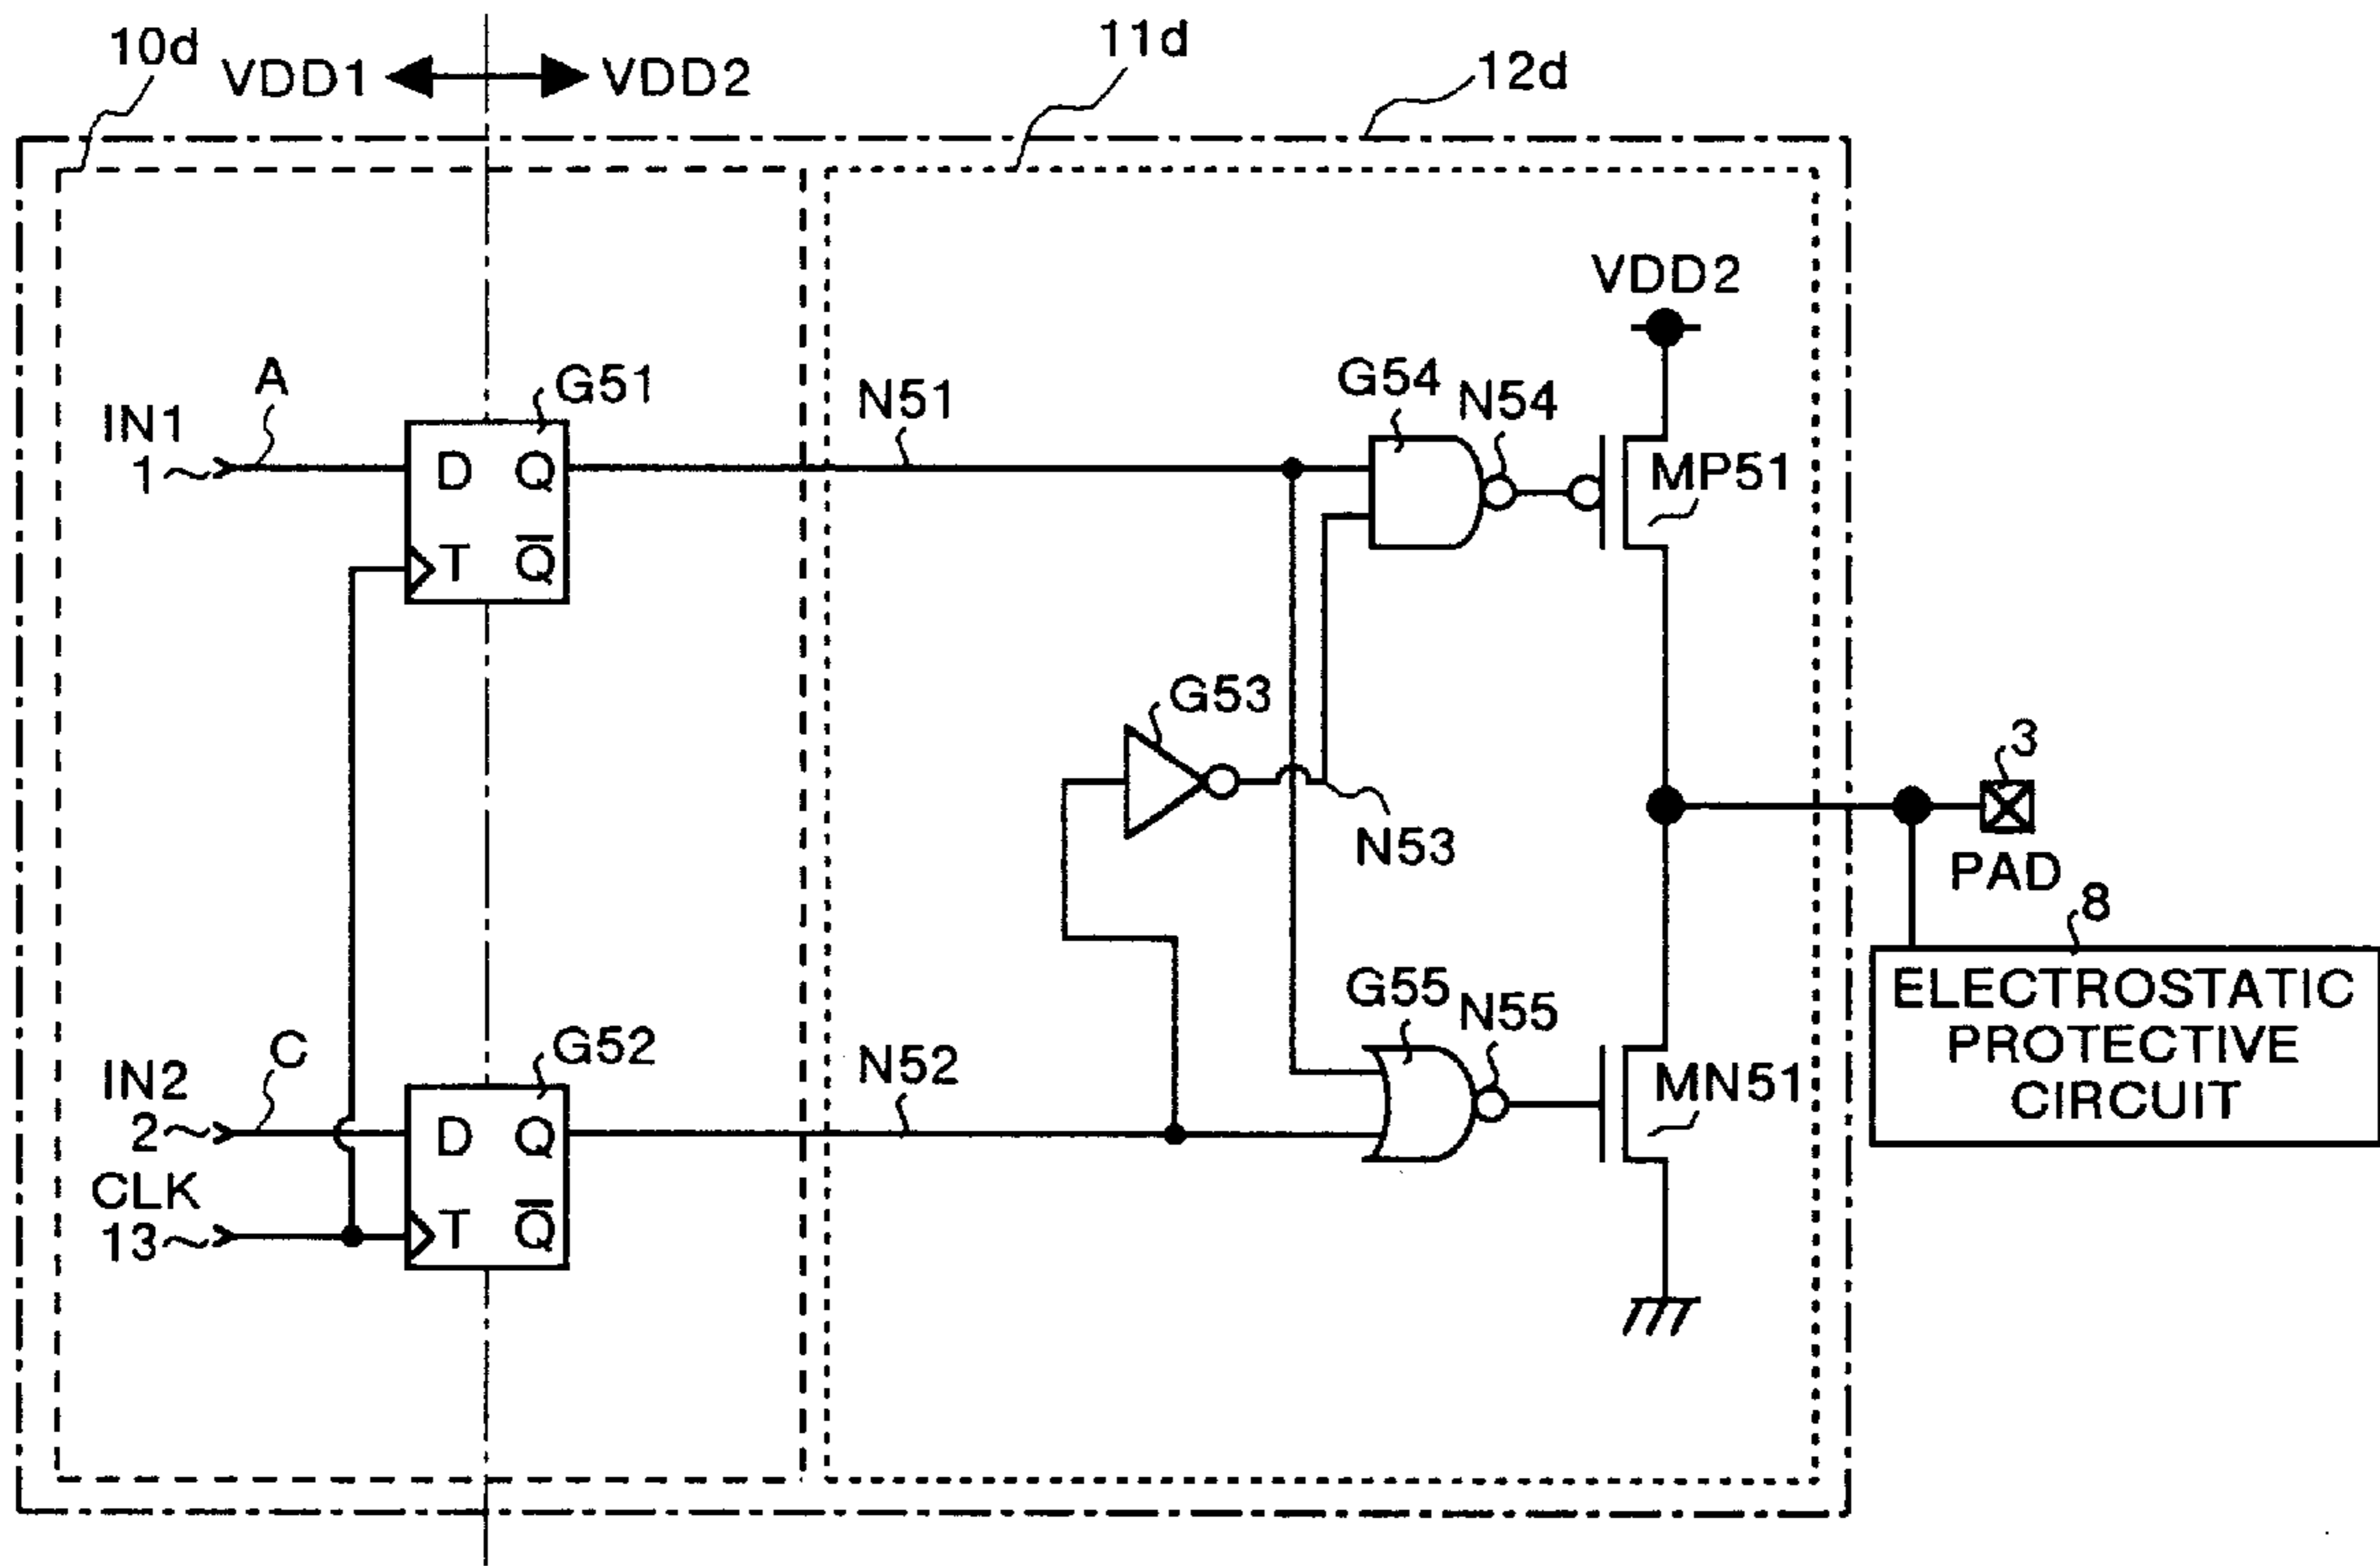 10d
VDD1
VDD2
11d
12d
VDD2
A
G51
IN1
1
D Q
T Q̅
N51
G54
N54
MP51
G53
N53
3
PAD
8
ELECTROSTATIC
PROTECTIVE
CIRCUIT
C
G52
IN2
2
CLK
13
D Q
T Q̅
N52
G55
N55
MN51